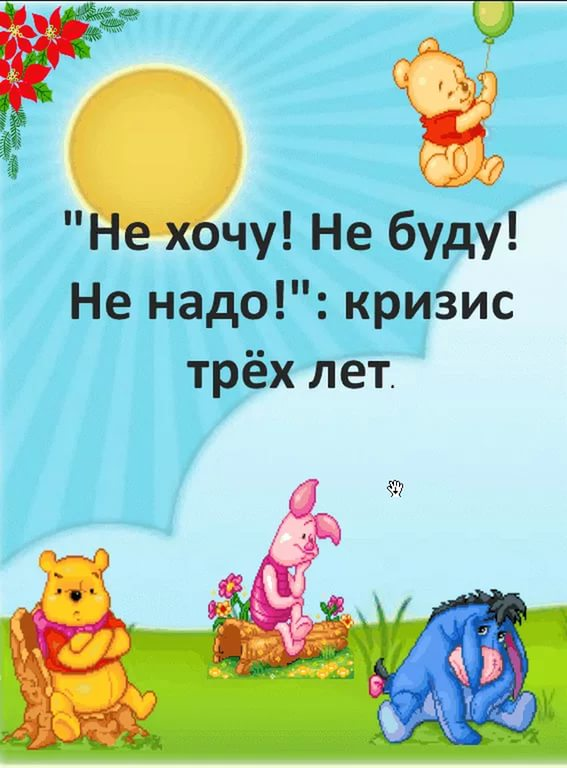 "Не хочу! Не буду!
Не надо!": кризис
трёх лет.